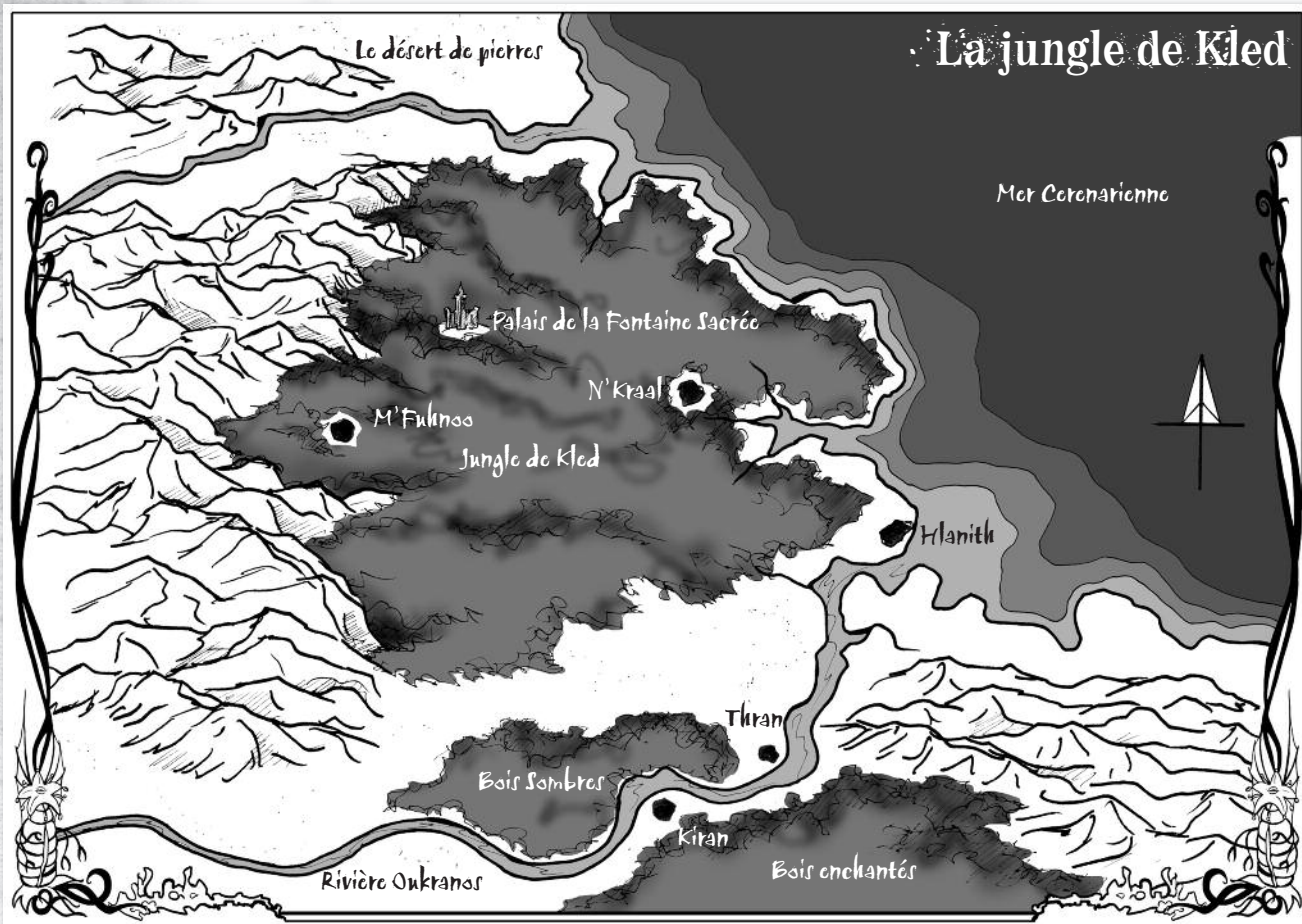 La jungle de Kled
Le désert de pierres
Mer Cerenarienne
Palais de la Fontaine Sacrée
N'Kraal
M'Fuhnoo
Jungle de Kled
Hlanith
Thran
Bois Sombres
Kiran
Bois enchantés
Rivière Oukranos